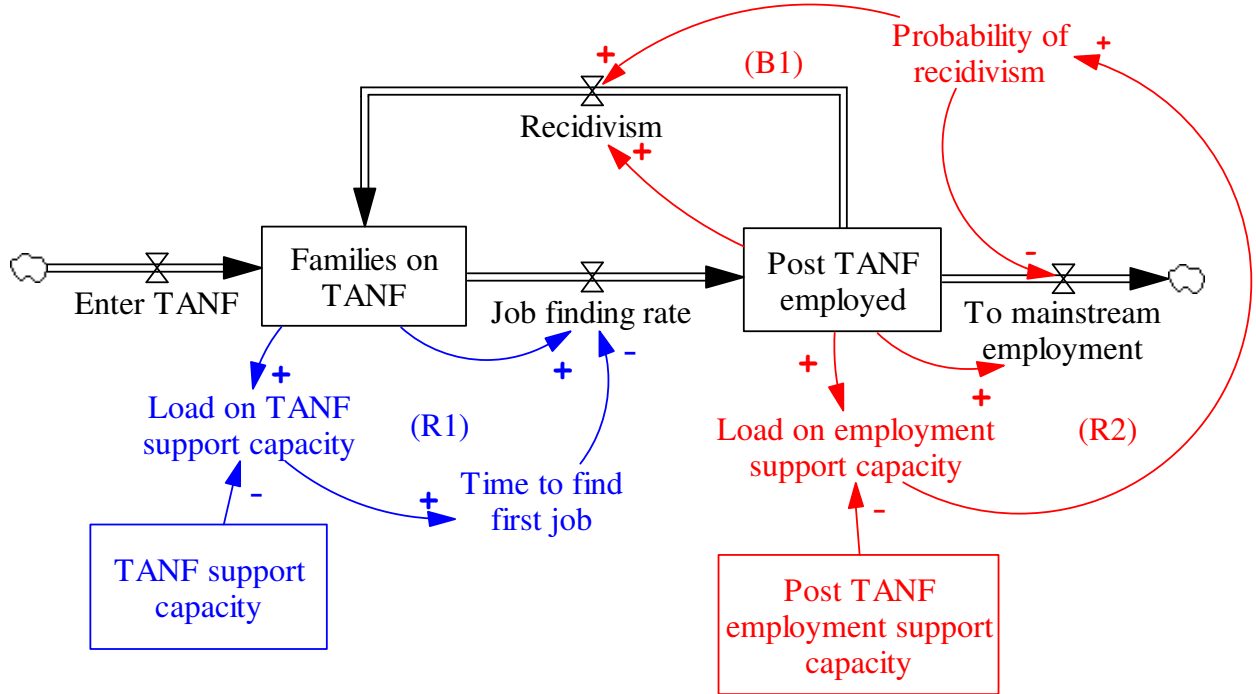 Probability of
recidivism
+
+
(B1)
Recidivism
+
Families on
TANF
Post TANF
employed
-
Enter TANF
Job finding rate
To mainstream
employment
-
+
+
+
+
Load on TANF
support capacity
(R1)
Load on employment
support capacity
(R2)
Time to find
first job
-
+
-
TANF support
capacity
Post TANF
employment support
capacity